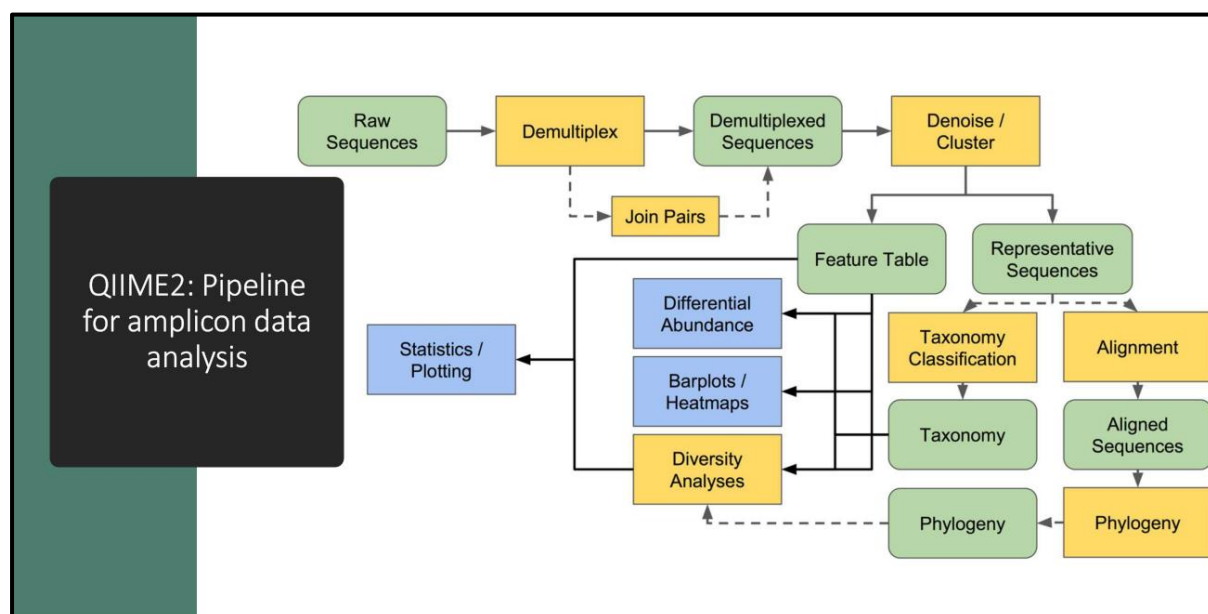 QIIME2: Pipeline
for amplicon data
analysis
Raw
Sequences
Demultiplex
Demultiplexed
Sequences
Denoise /
Cluster
Join Pairs
Feature Table
Representative
Sequences
Differential
Abundance
Taxonomy
Classification
Alignment
Statistics /
Plotting
Barplots /
Heatmaps
Taxonomy
Aligned
Sequences
Diversity
Analyses
Phylogeny
Phylogeny